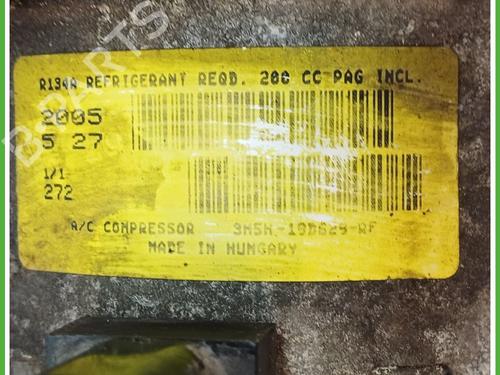 R134A REFRIGERANT REQD. 200 CC PAG INCL.
2005
5 27
1/1
272
A/C COMPRESSOR 3M5H-19D629-RF
MADE IN HUNGARY
B-PARTS